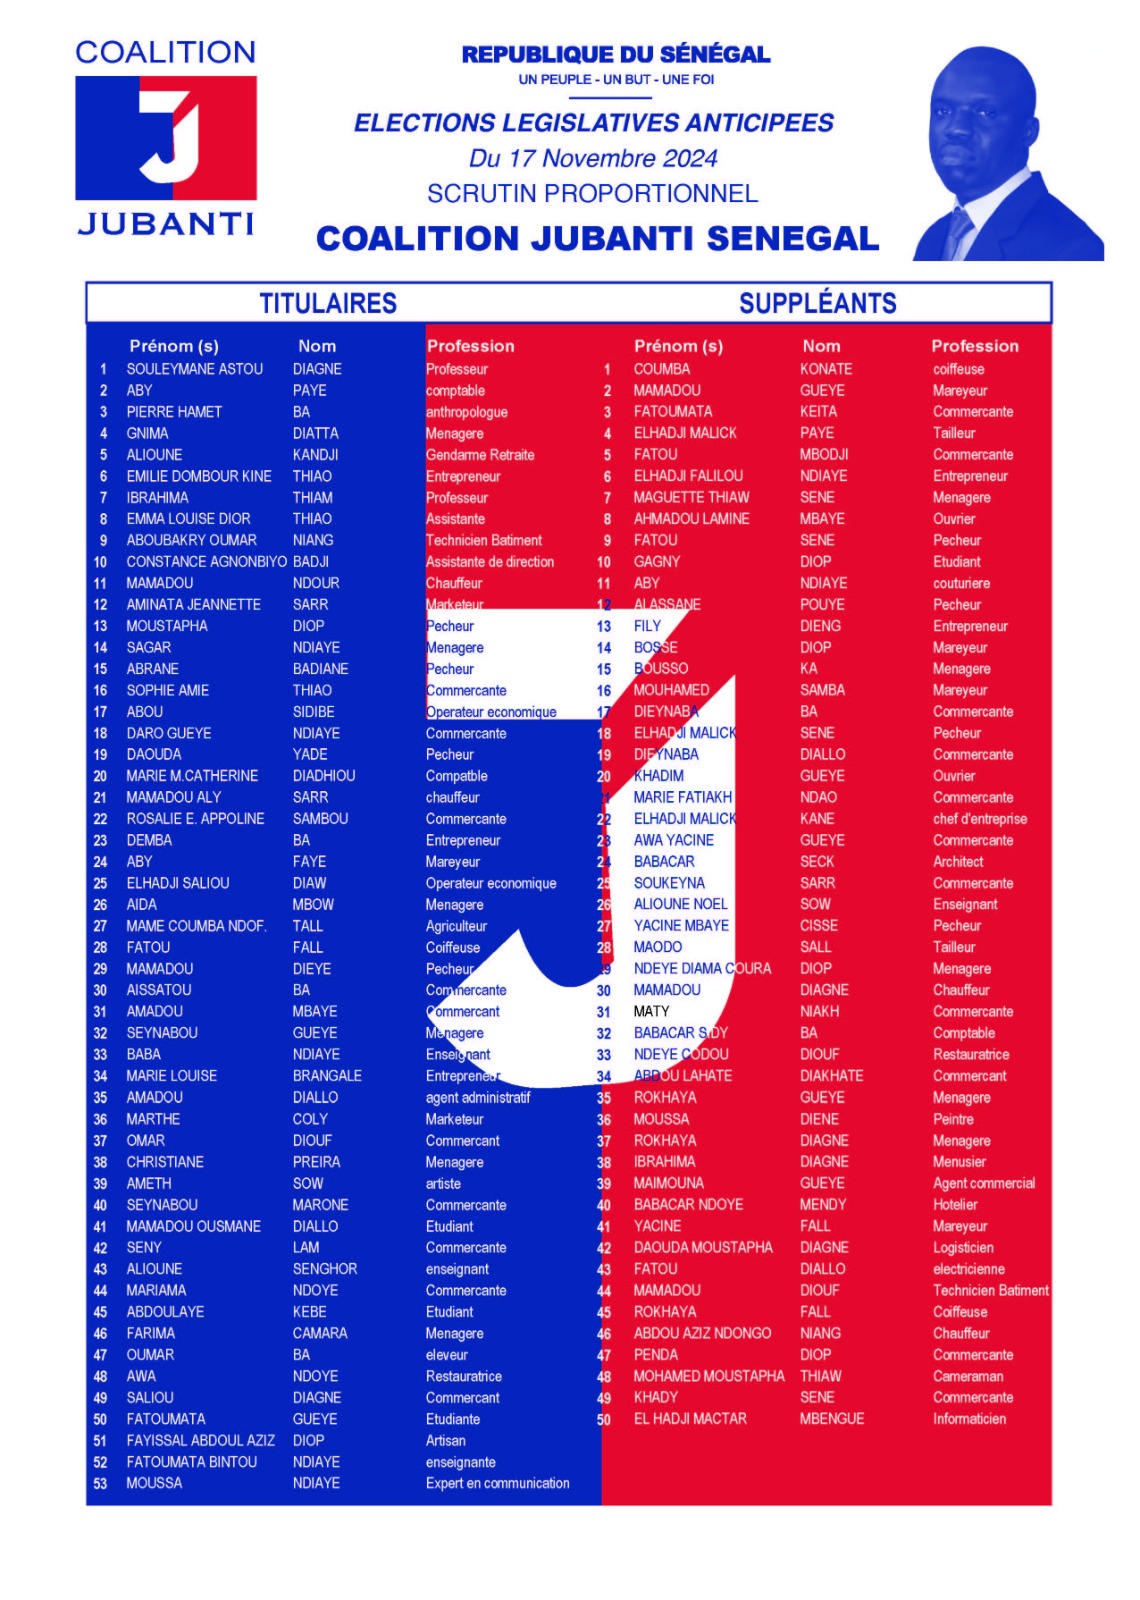 COALITION
J
JUBANTI
REPUBLIQUE DU SÉNÉGAL
UN PEUPLE - UN BUT - UNE FOI
ELECTIONS LEGISLATIVES ANTICIPEES
Du 17 Novembre 2024
SCRUTIN PROPORTIONNEL
COALITION JUBANTI SENEGAL
TITULAIRES SUPPLÉANTS
Prénom (s) Nom Profession Prénom (s) Nom Profession
1 SOULEYMANE ASTOU DIAGNE Professeur 1 COUMBA KONATE coiffeuse
2 ABY PAYE comptable 2 MAMADOU GUEYE Mareyeur
3 PIERRE HAMET BA anthropologue 3 FATOUMATA KEITA Commercante
4 GNIMA DIATTA Menagere 4 ELHADJI MALICK PAYE Tailleur
5 ALIOUNE KANDJI Gendarme Retraite 5 FATOU MBODJI Commercante
6 EMILIE DOMBOUR KINE THIAO Entrepreneur 6 ELHADJI FALILOU NDIAYE Entrepreneur
7 IBRAHIMA THIAM Professeur 7 MAGUETTE THIAW SENE Menagere
8 EMMA LOUISE DIOR THIAO Assistante 8 AHMADOU LAMINE MBAYE Ouvrier
9 ABOUBAKRY OUMAR NIANG Technicien Batiment 9 FATOU SENE Pecheur
10 CONSTANCE AGNONBIYO BADJI Assistante de direction 10 GAGNY DIOP Etudiant
11 MAMADOU NDOUR Chauffeur 11 ABY NDIAYE couturiere
12 AMINATA JEANNETTE SARR Marketeur 12 ALASSANE POUYE Pecheur
13 MOUSTAPHA DIOP Pecheur 13 FILY DIENG Entrepreneur
14 SAGAR NDIAYE Menagere 14 BOSSE DIOP Mareyeur
15 ABRANE BADIANE Pecheur 15 BOUSSO KA Menagere
16 SOPHIE AMIE THIAO Commercante 16 MOUHAMED SAMBA Mareyeur
17 ABOU SIDIBE Operateur economique 17 DIEYNABA BA Commercante
18 DARO GUEYE NDIAYE Commercante 18 ELHADJI MALICK SENE Pecheur
19 DAOUDA YADE Pecheur 19 DIEYNABA DIALLO Commercante
20 MARIE M.CATHERINE DIADHIOU Compatble 20 KHADIM GUEYE Ouvrier
21 MAMADOU ALY SARR chauffeur 21 MARIE FATIAKH NDAO Commercante
22 ROSALIE E. APPOLINE SAMBOU Commercante 22 ELHADJI MALICK KANE chef d'entreprise
23 DEMBA BA Entrepreneur 23 AWA YACINE GUEYE Commercante
24 ABY FAYE Mareyeur 24 BABACAR SECK Architect
25 ELHADJI SALIOU DIAW Operateur economique 25 SOUKEYNA SARR Commercante
26 AIDA MBOW Menagere 26 ALIOUNE NOEL SOW Enseignant
27 MAME COUMBA NDOF. TALL Agriculteur 27 YACINE MBAYE CISSE Pecheur
28 FATOU FALL Coiffeuse 28 MAODO SALL Tailleur
29 MAMADOU DIEYE Pecheur 29 NDEYE DIAMA COURA DIOP Menagere
30 AISSATOU BA Commercante 30 MAMADOU DIAGNE Chauffeur
31 AMADOU MBAYE Commercant 31 MATY NIAKH Commercante
32 SEYNABOU GUEYE Menagere 32 BABACAR SIDY BA Comptable
33 BABA NDIAYE Enseignant 33 NDEYE CODOU DIOUF Restauratrice
34 MARIE LOUISE BRANGALE Entrepreneur 34 ABDOU LAHATE DIAKHATE Commercant
35 AMADOU DIALLO agent administratif 35 ROKHAYA GUEYE Menagere
36 MARTHE COLY Marketeur 36 MOUSSA DIENE Peintre
37 OMAR DIOUF Commercant 37 ROKHAYA DIAGNE Menagere
38 CHRISTIANE PREIRA Menagere 38 IBRAHIMA DIAGNE Menusier
39 AMETH SOW artiste 39 MAIMOUNA GUEYE Agent commercial
40 SEYNABOU MARONE Commercante 40 BABACAR NDOYE MENDY Hotelier
41 MAMADOU OUSMANE DIALLO Etudiant 41 YACINE FALL Mareyeur
42 SENY LAM Commercante 42 DAOUDA MOUSTAPHA DIAGNE Logisticien
43 ALIOUNE SENGHOR enseignant 43 FATOU DIALLO electricienne
44 MARIAMA NDOYE Commercante 44 MAMADOU DIOUF Technicien Batiment
45 ABDOULAYE KEBE Etudiant 45 ROKHAYA FALL Coiffeuse
46 FARIMA CAMARA Menagere 46 ABDOU AZIZ NDONGO NIANG Chauffeur
47 OUMAR BA eleveur 47 PENDA DIOP Commercante
48 AWA NDOYE Restauratrice 48 MOHAMED MOUSTAPHA THIAW Cameraman
49 SALIOU DIAGNE Commercant 49 KHADY SENE Commercante
50 FATOUMATA GUEYE Etudiante 50 EL HADJI MACTAR MBENGUE Informaticien
51 FAYISSAL ABDOUL AZIZ DIOP Artisan
52 FATOUMATA BINTOU NDIAYE enseignante
53 MOUSSA NDIAYE Expert en communication